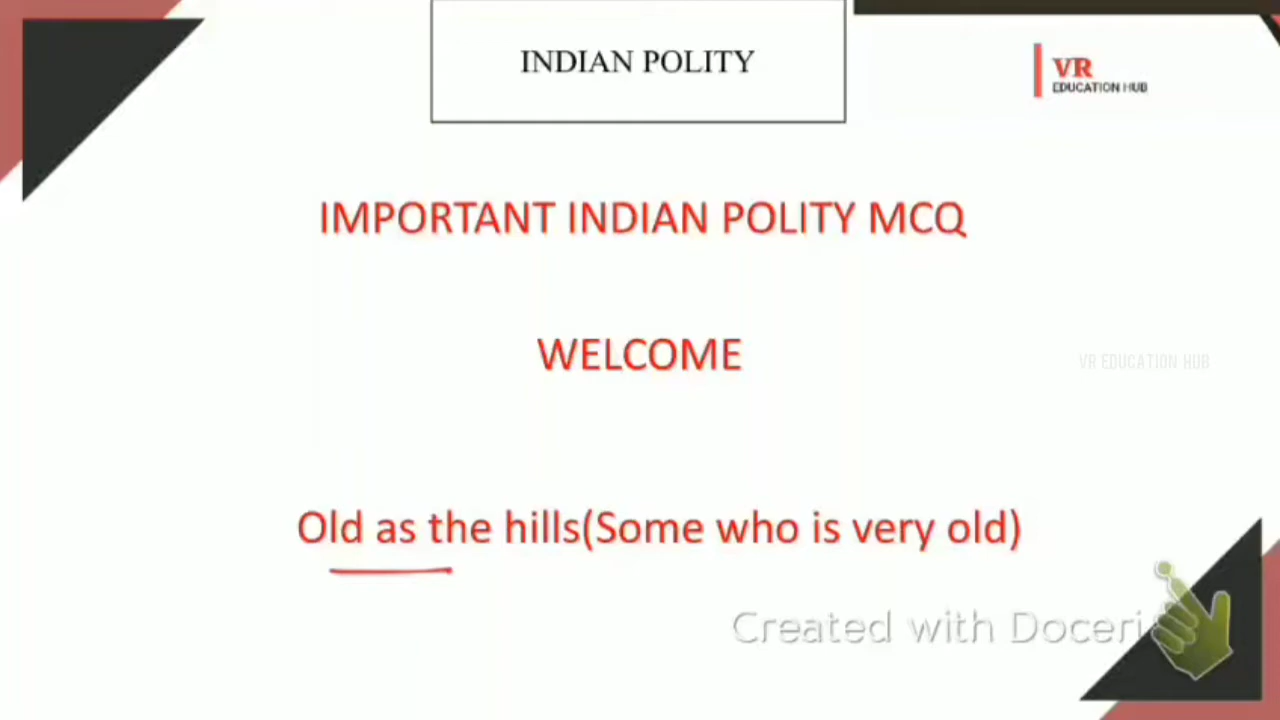 INDIAN POLITY
VR
EDUCATION HUB
IMPORTANT INDIAN POLITY MCQ
WELCOME
VR EDUCATION HUB
Old as the hills(Some who is very old)
Created with Doceri